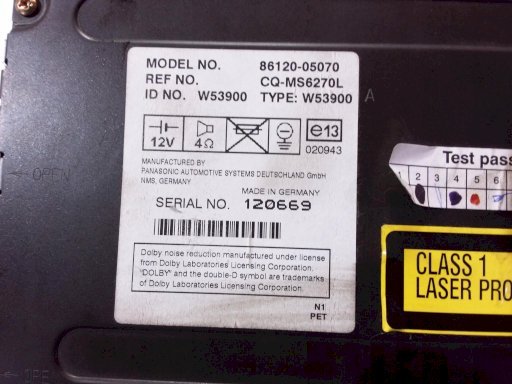 MODEL NO. 86120-05070
REF NO. CQ-MS6270L
ID NO. W53900 TYPE: W53900 A
12V 4Ω e13
020943
MANUFACTURED BY
PANASONIC AUTOMOTIVE SYSTEMS DEUTSCHLAND GmbH
NMS, GERMANY
MADE IN GERMANY
SERIAL NO. 120669
Dolby noise reduction manufactured under license
from Dolby Laboratories Licensing Corporation.
"DOLBY" and the double-D symbol are trademarks
of Dolby Laboratories Licensing Corporation.
N1
PET
OPEN
Test pas
1 2 3 4 5 6
CLASS 1
LASER PRO